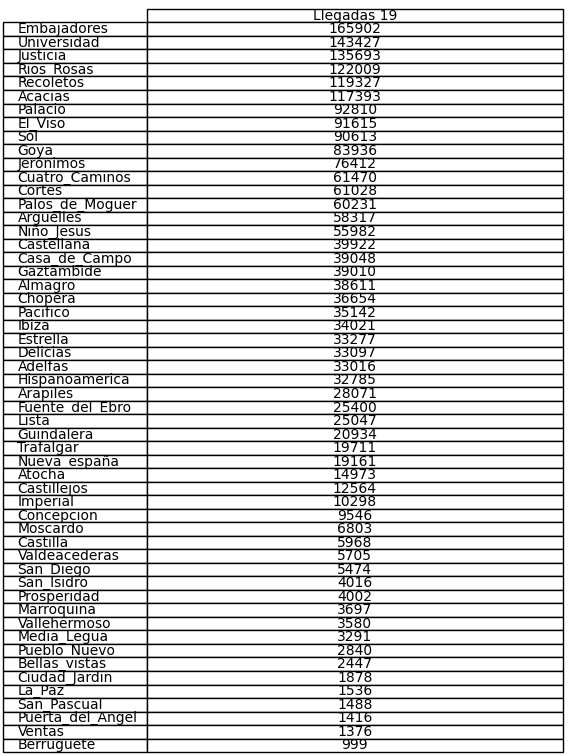 Llegadas 19
Embajadores 165902
Universidad 143427
Justicia 135693
Rios_Rosas 122009
Recoletos 119327
Acacias 117393
Palacio 92810
El_Viso 91615
Sol 90613
Goya 83936
Jeronimos 76412
Cuatro_Caminos 61470
Cortes 61028
Palos_de_Moguer 60231
Arguelles 58317
Niño_Jesus 55982
Castellana 39922
Casa_de_Campo 39048
Gaztambide 39010
Almagro 38611
Chopera 36654
Pacifico 35142
Ibiza 34021
Estrella 33277
Delicias 33097
Adelfas 33016
Hispanoamerica 32785
Arapiles 28071
Fuente_del_Ebro 25400
Lista 25047
Guindalera 20934
Trafalgar 19711
Nueva_españa 19161
Atocha 14973
Castillejos 12564
Imperial 10298
Concepcion 9546
Moscardo 6803
Castilla 5968
Valdeacederas 5705
San_Diego 5474
San_Isidro 4016
Prosperidad 4002
Marroquina 3697
Vallehermoso 3580
Media_Legua 3291
Pueblo_Nuevo 2840
Bellas_vistas 2447
Ciudad_Jardin 1878
La_Paz 1536
San_Pascual 1488
Puerta_del_Angel 1416
Ventas 1376
Berruguete 999